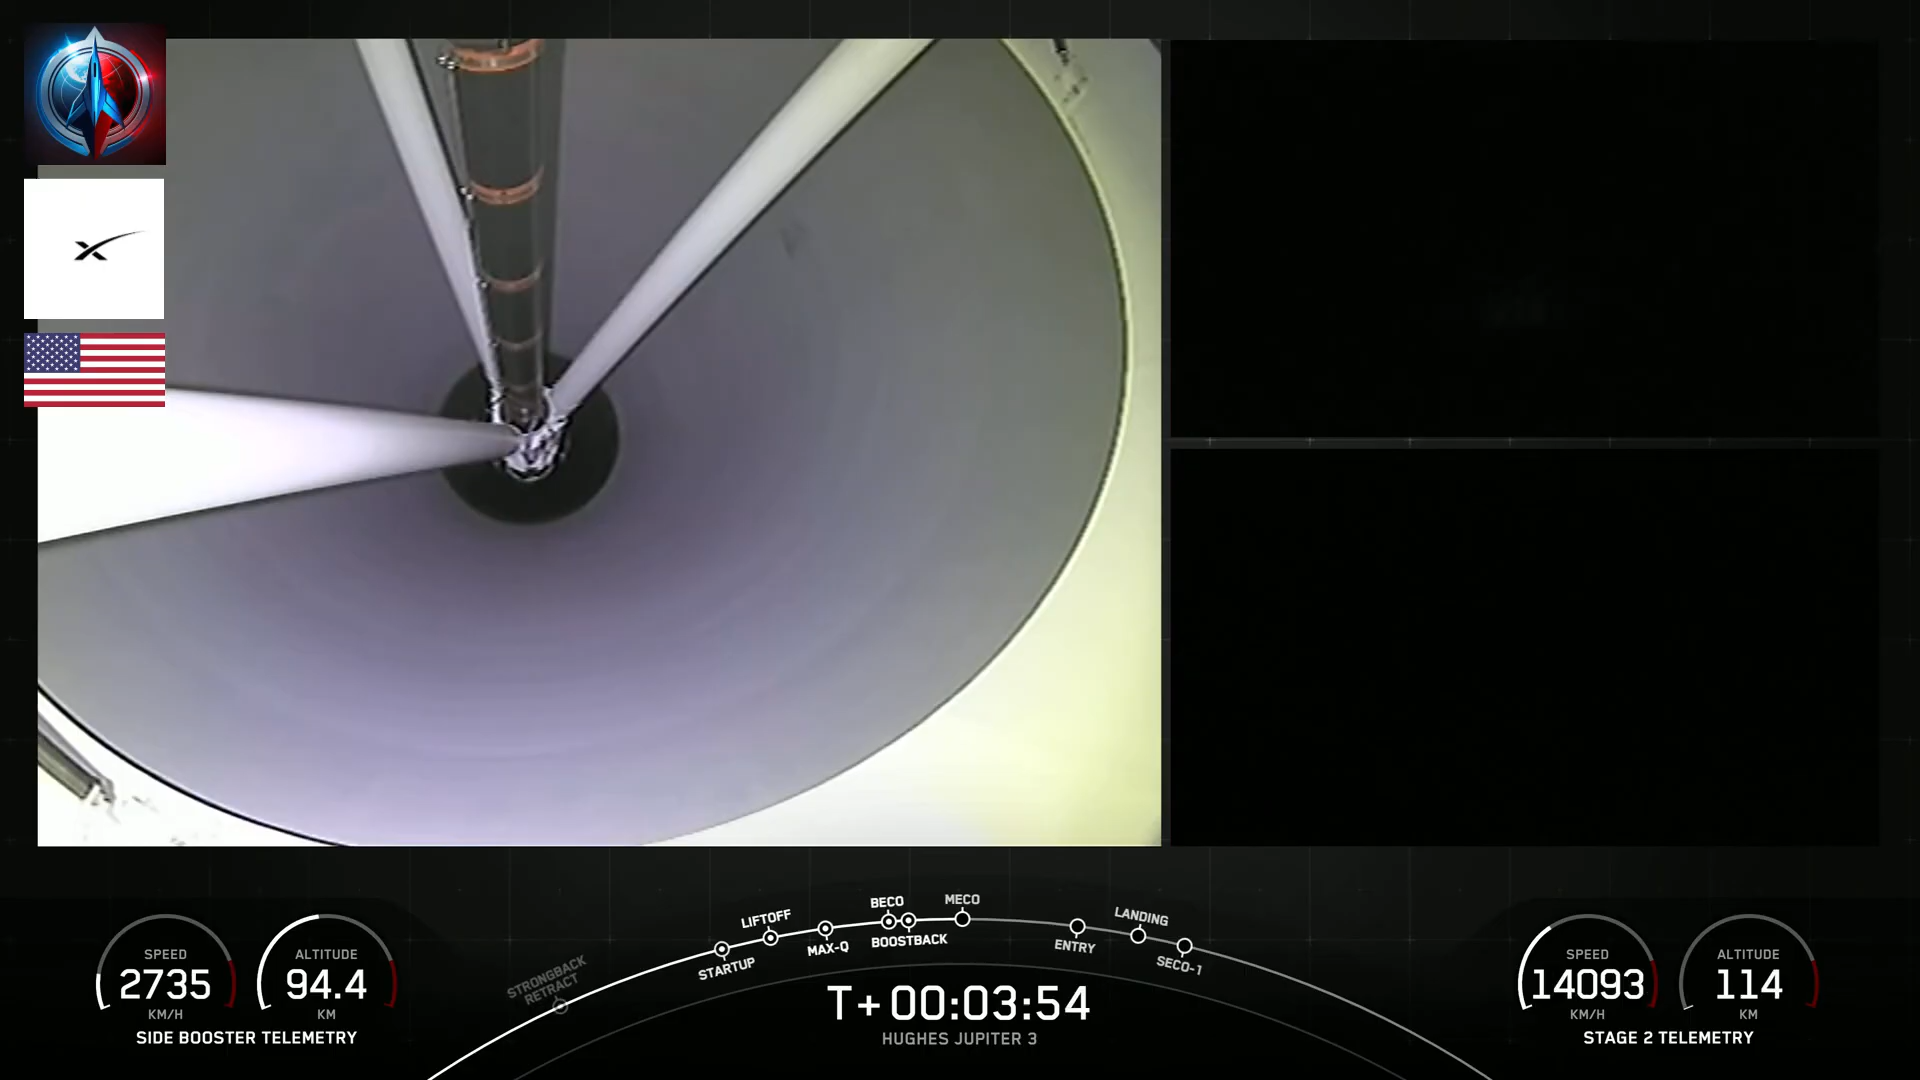 BECO
MECO
LIFTOFF
LANDING
MAX-Q
BOOSTBACK
ENTRY
STARTUP
SECO-1
STRONGBACK
RETRACT
SPEED
2735
KM/H
ALTITUDE
94.4
KM
SIDE BOOSTER TELEMETRY
T+00:03:54
HUGHES JUPITER 3
SPEED
14093
KM/H
ALTITUDE
114
KM
STAGE 2 TELEMETRY